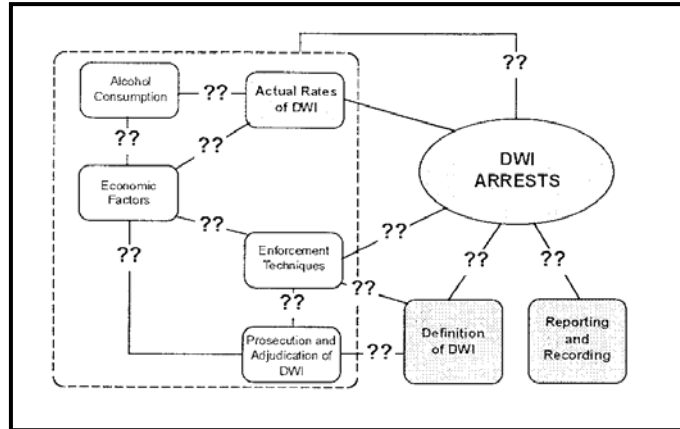 ??
Alcohol
Consumption
??
Actual Rates
of DWI
??
??
DWI
ARRESTS
Economic
Factors
??
??
??
Enforcement
Techniques
??
??
??
??
Definition
of DWI
Reporting
and
Recording
Prosecution and
Adjudication of
DWI
??